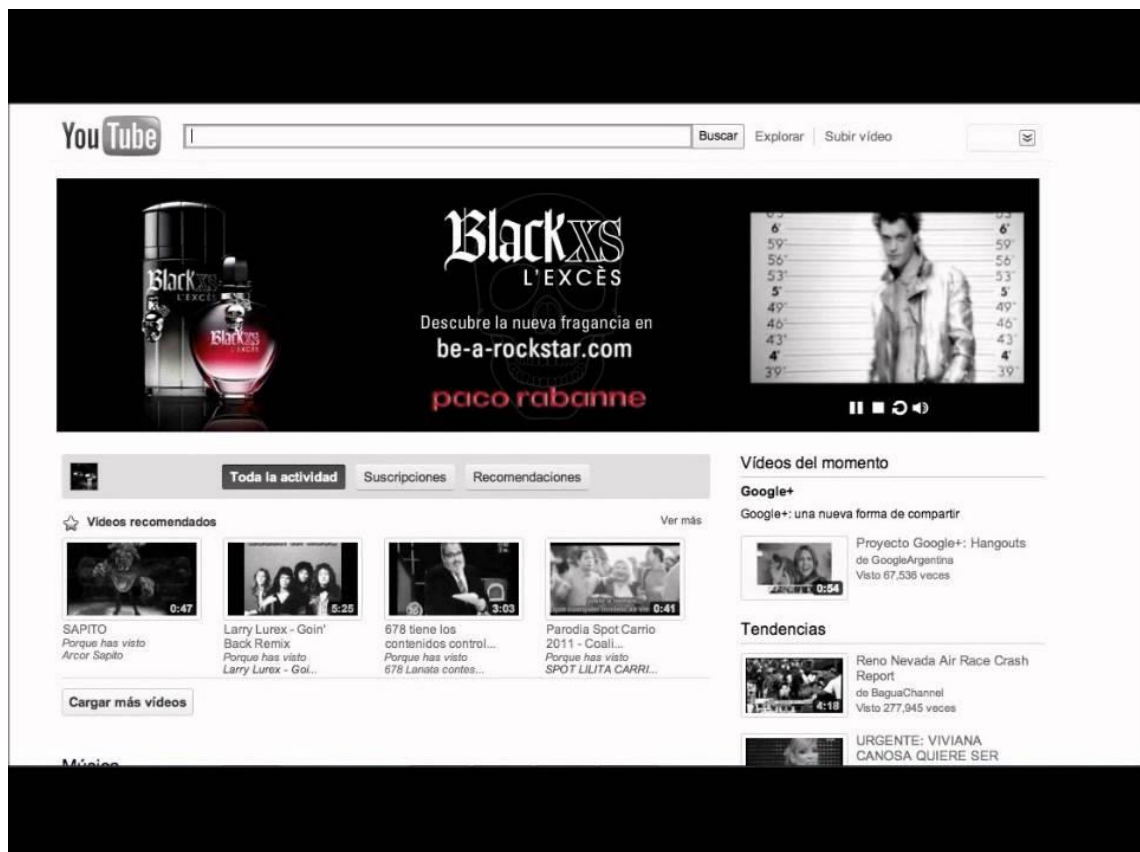 YouTube
Buscar
Explorar
Subir vídeo
Black XS
L'EXCÈS
Black XS
L'EXCÈS
Black XS
L'EXCÈS
Descubre la nueva fragancia en
be-a-rockstar.com
paco rabanne
6'
59"
56"
53"
5'
49"
46"
43"
4'
39"
63"
6'
59"
56"
53"
5'
49"
46"
43"
4'
39"
Toda la actividad
Suscripciones
Recomendaciones
Vídeos recomendados
Ver más
0:47
SAPITO
Porque has visto
Arcor Sapito
5:25
Larry Lurex - Goin'
Back Remix
Porque has visto
Larry Lurex - Goi...
3:03
678 tiene los
contenidos control...
Porque has visto
678 Lanata contes...
0:41
Parodia Spot Carrio
2011 - Coali...
Porque has visto
SPOT LILITA CARRI...
Cargar más vídeos
Música
Vídeos del momento
Google+
Google+: una nueva forma de compartir
0:54
Proyecto Google+: Hangouts
de GoogleArgentina
Visto 67,536 veces
Tendencias
4:18
Reno Nevada Air Race Crash
Report
de BaguaChannel
Visto 277,945 veces
URGENTE: VIVIANA
CANOSA QUIERE SER